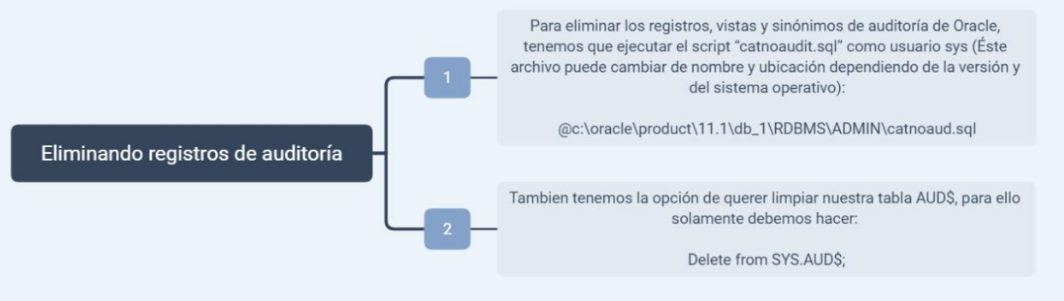 Eliminando registros de auditoría
1
Para eliminar los registros, vistas y sinónimos de auditoría de Oracle,
tenemos que ejecutar el script “catnoaudit.sql” como usuario sys (Éste
archivo puede cambiar de nombre y ubicación dependiendo de la versión y
del sistema operativo):
@c:\oracle\product\11.1\db_1\RDBMS\ADMIN\catnoaud.sql
2
Tambien tenemos la opción de querer limpiar nuestra tabla AUD$, para ello
solamente debemos hacer:
Delete from SYS.AUD$;